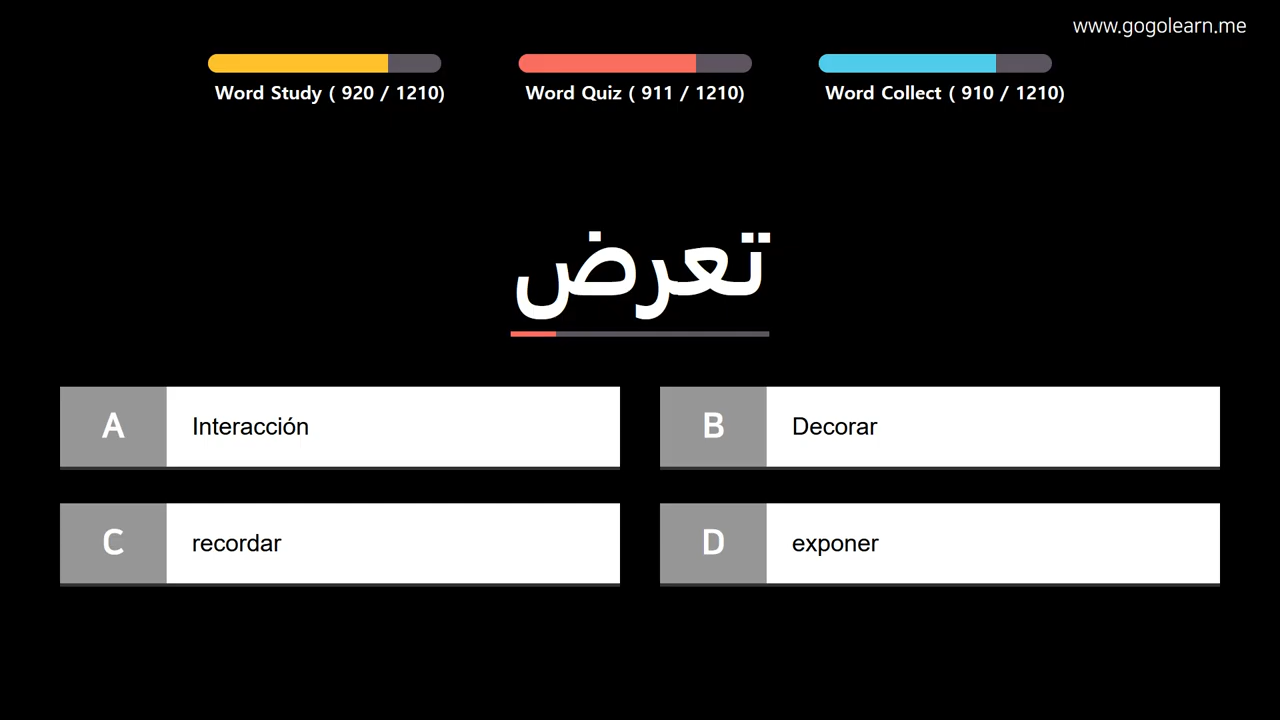 www.gogolearn.me
Word Study ( 920 / 1210)
Word Quiz ( 911 / 1210)
Word Collect ( 910 / 1210)
تعرض
A Interacción
B Decorar
C recordar
D exponer